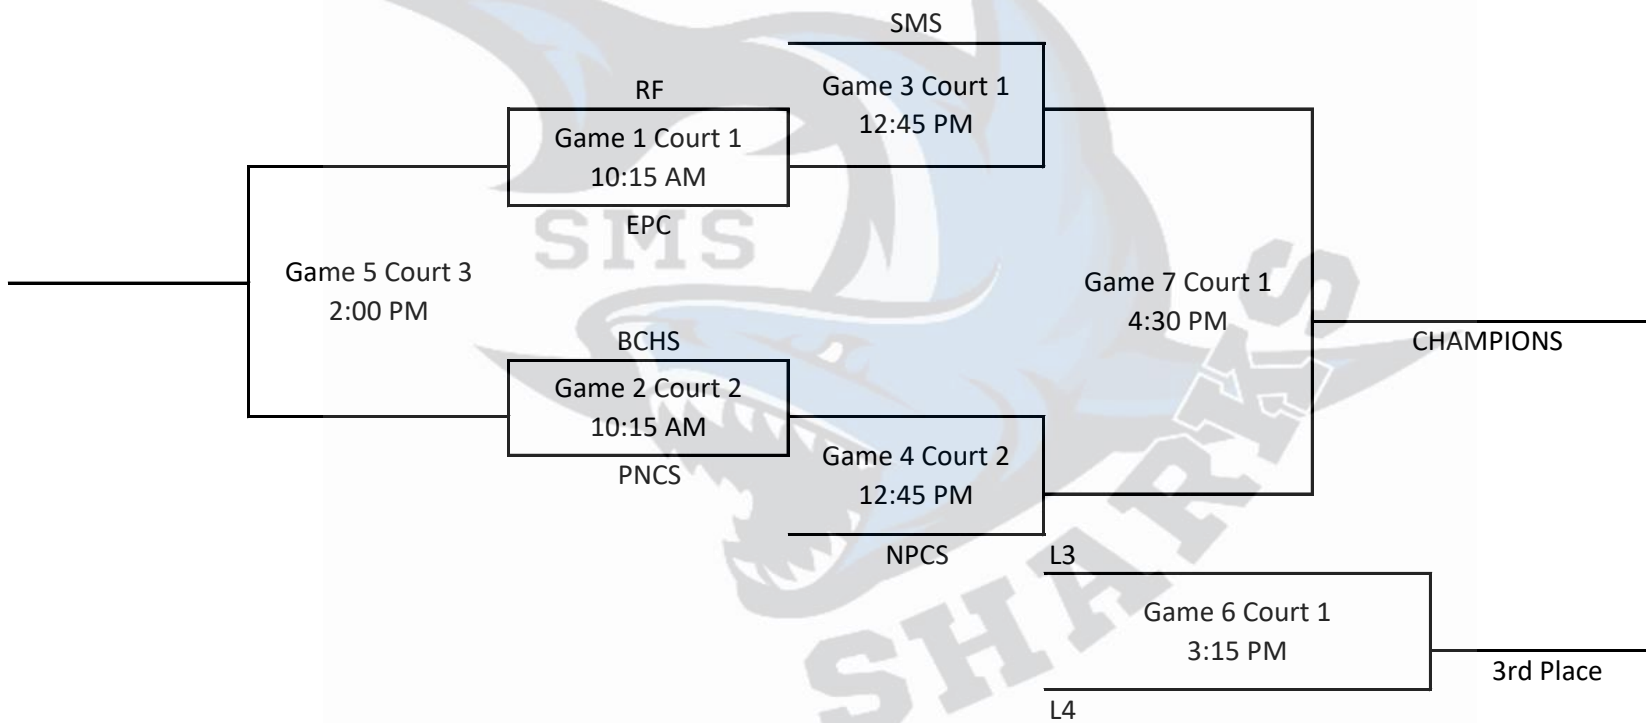 SMS
RF
Game 3 Court 1
12:45 PM
Game 1 Court 1
10:15 AM
EPC
SMS
Game 5 Court 3
2:00 PM
Game 7 Court 1
4:30 PM
CHAMPIONS
BCHS
Game 2 Court 2
10:15 AM
PNCS
Game 4 Court 2
12:45 PM
NPCS
L3
Game 6 Court 1
3:15 PM
3rd Place
L4
SHARKS